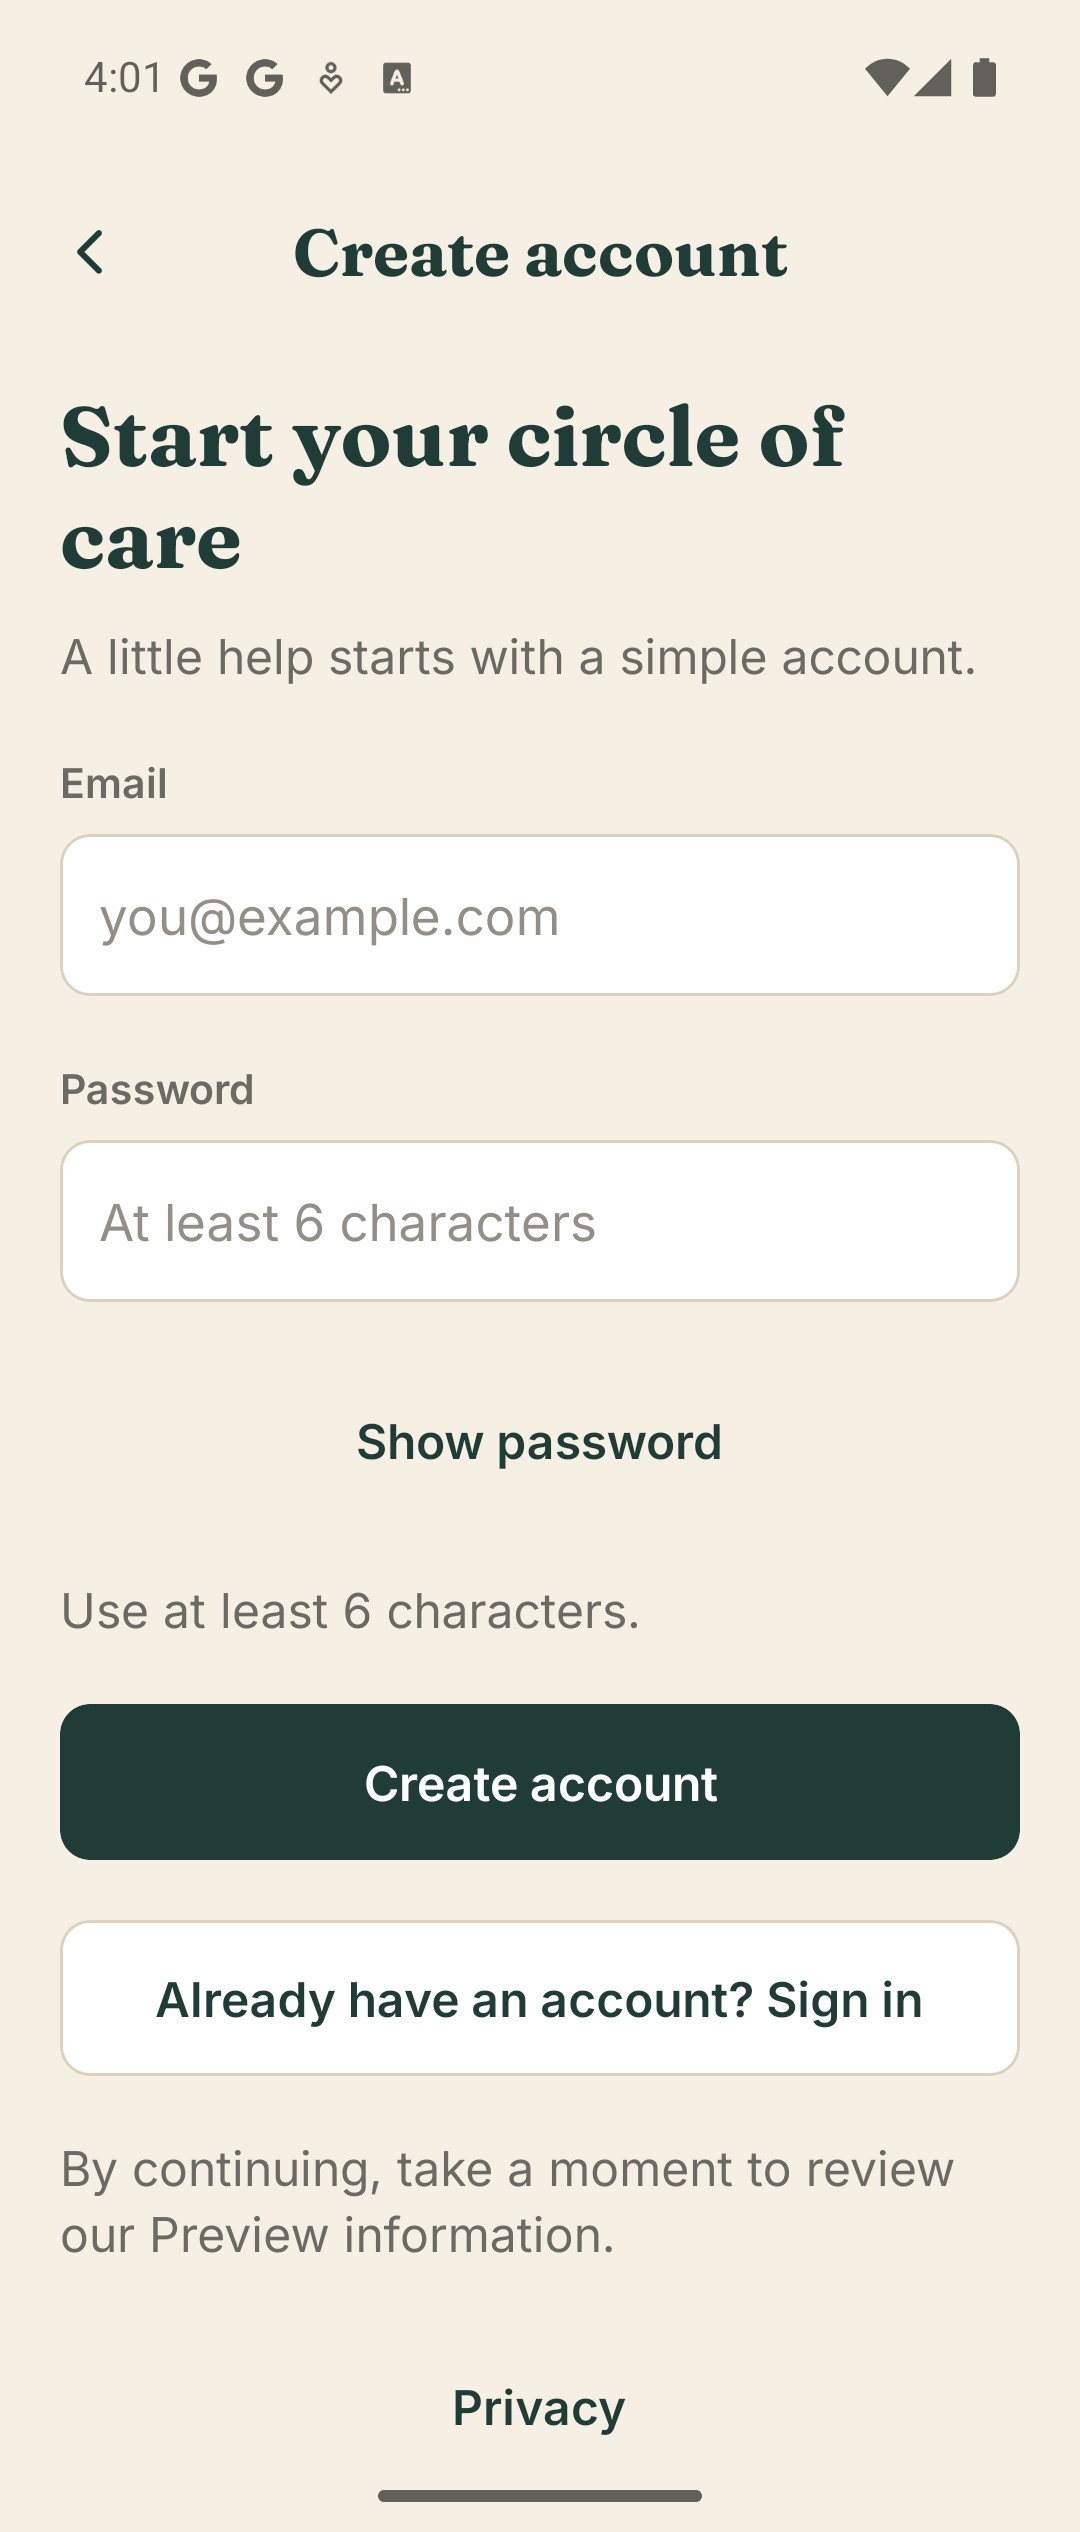 4:01
Create account
Start your circle of
care
A little help starts with a simple account.
Email
you@example.com
Password
At least 6 characters
Show password
Use at least 6 characters.
Create account
Already have an account? Sign in
By continuing, take a moment to review
our Preview information.
Privacy